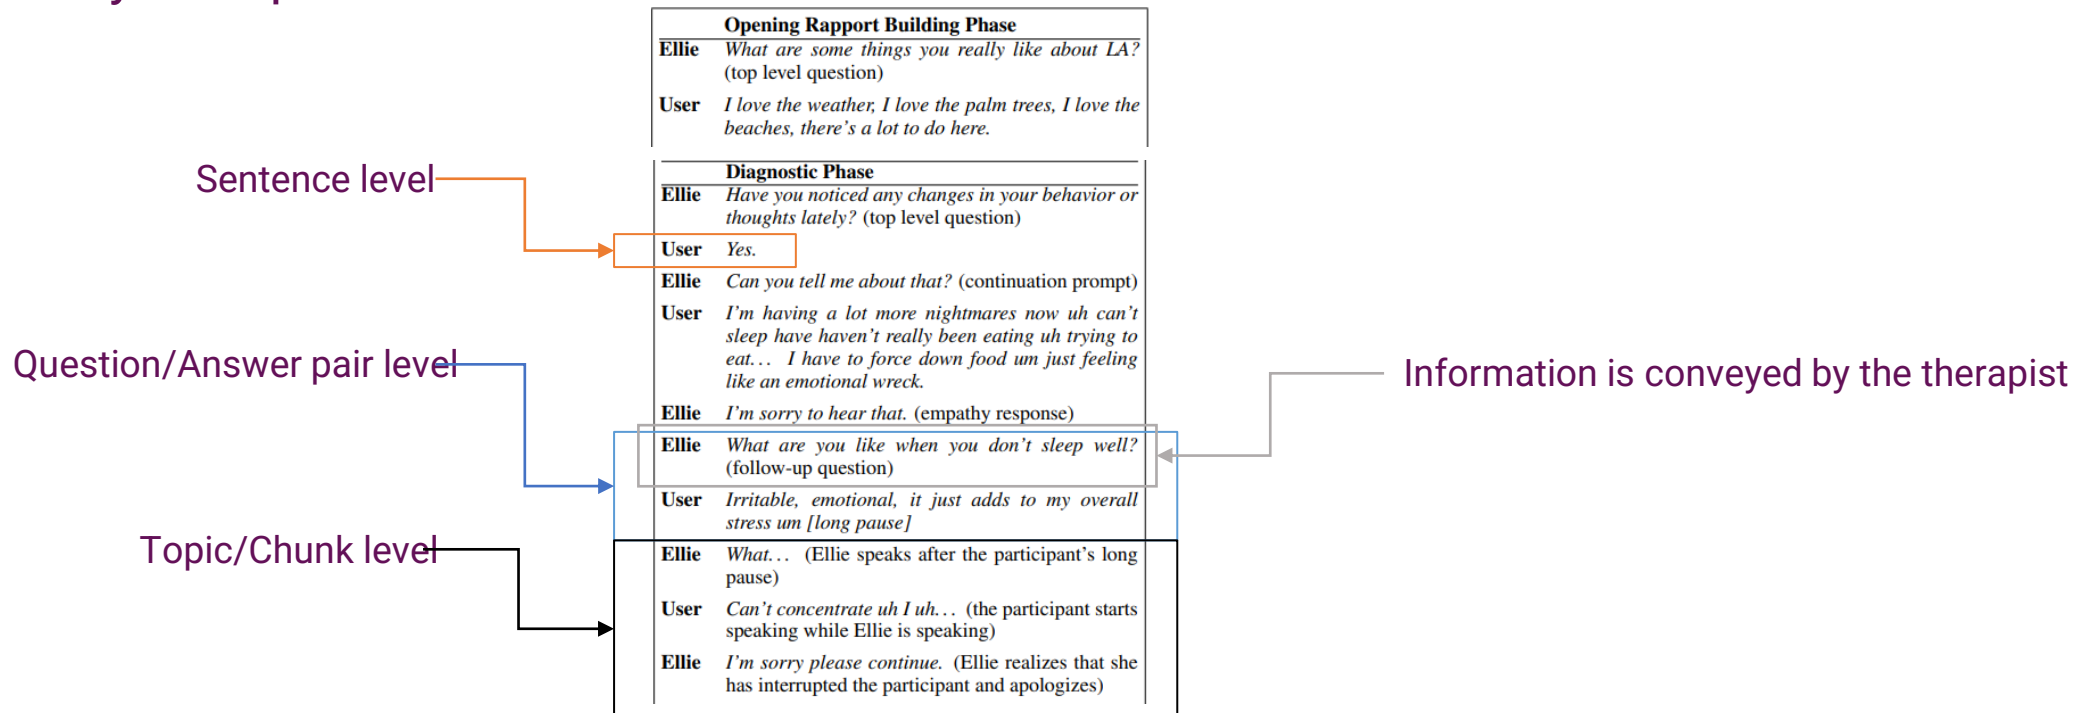 Opening Rapport Building Phase
Ellie What are some things you really like about LA?
(top level question)
User I love the weather, I love the palm trees, I love the
beaches, there's a lot to do here.
Sentence level
Diagnostic Phase
Ellie Have you noticed any changes in your behavior or
thoughts lately? (top level question)
User Yes.
Ellie Can you tell me about that? (continuation prompt)
User I'm having a lot more nightmares now uh can't
sleep have haven't really been eating uh trying to
eat... I have to force down food um just feeling
like an emotional wreck.
Question/Answer pair level
Information is conveyed by the therapist
Ellie I'm sorry to hear that. (empathy response)
Ellie What are you like when you don't sleep well?
(follow-up question)
User Irritable, emotional, it just adds to my overall
stress um [long pause]
Topic/Chunk level
Ellie What... (Ellie speaks after the participant's long
pause)
User Can't concentrate uh I uh... (the participant starts
speaking while Ellie is speaking)
Ellie I'm sorry please continue. (Ellie realizes that she
has interrupted the participant and apologizes)